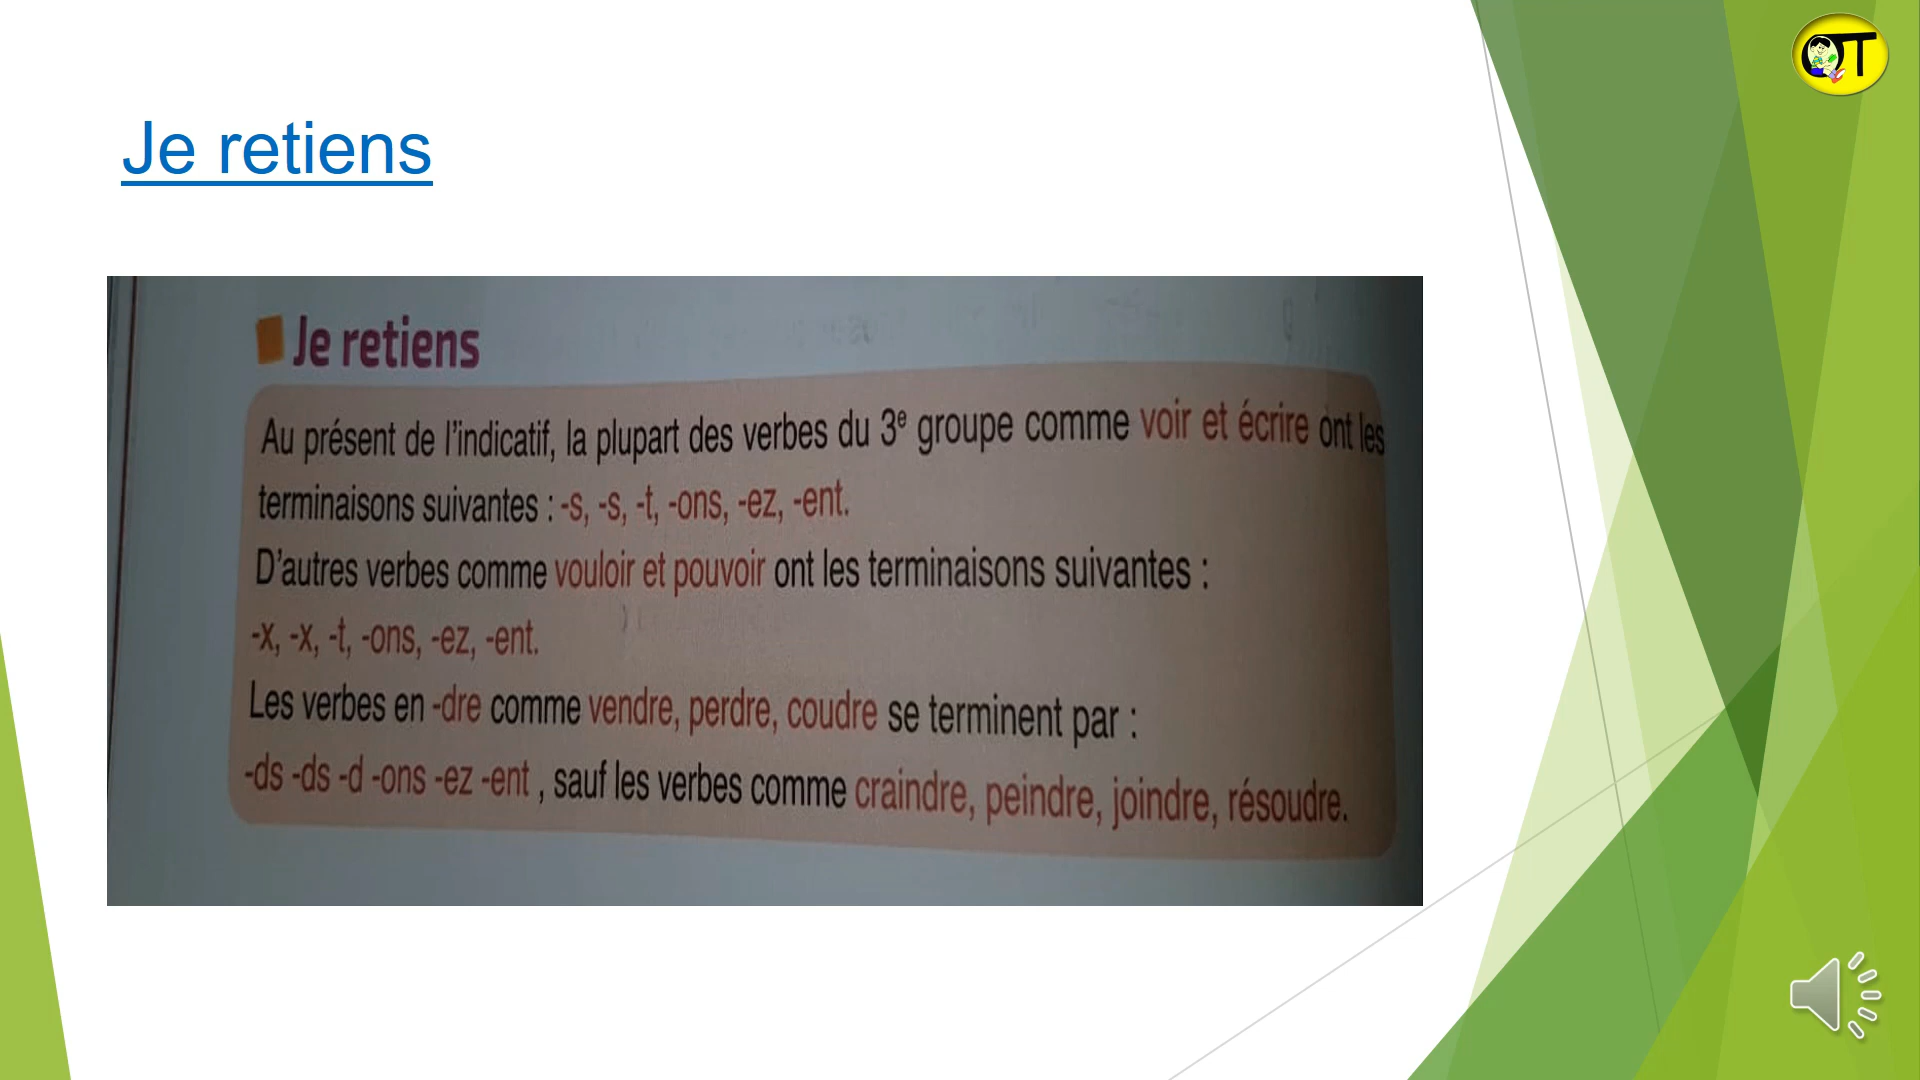 Je retiens
Je retiens
Au présent de l'indicatif, la plupart des verbes du 3e groupe comme voir et écrire ont les
terminaisons suivantes : -s, -s, -t, -ons, -ez, -ent.
D'autres verbes comme vouloir et pouvoir ont les terminaisons suivantes :
-x, -x, -t, -ons, -ez, -ent.
Les verbes en -dre comme vendre, perdre, coudre se terminent par :
-ds -ds -d -ons -ez -ent , sauf les verbes comme craindre, peindre, joindre, résoudre.